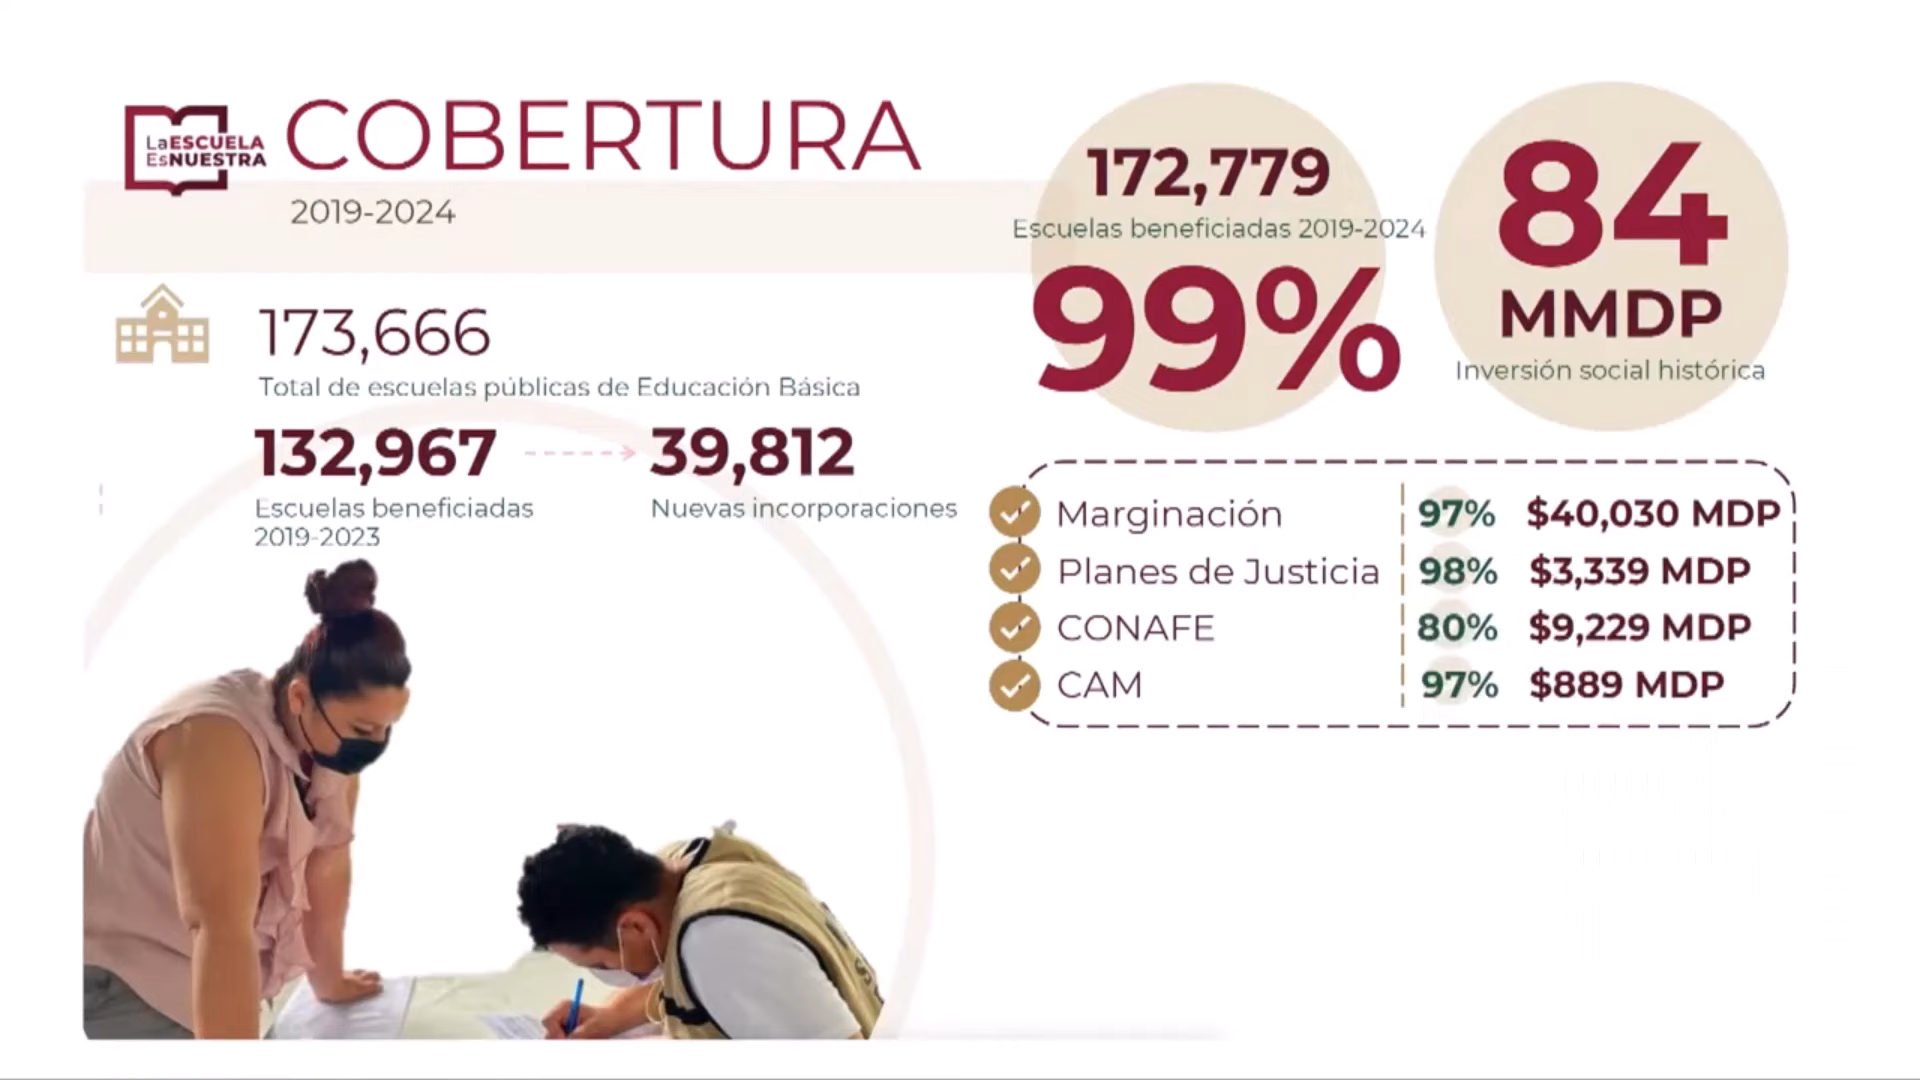 LaESCUELA
EsNUESTRA
COBERTURA
2019-2024
173,666
Total de escuelas públicas de Educación Básica
132,967
Escuelas beneficiadas
2019-2023
39,812
Nuevas incorporaciones
172,779
Escuelas beneficiadas 2019-2024
99%
84
MMDP
Inversión social histórica
Marginación 97% $40,030 MDP
Planes de Justicia 98% $3,339 MDP
CONAFE 80% $9,229 MDP
CAM 97% $889 MDP